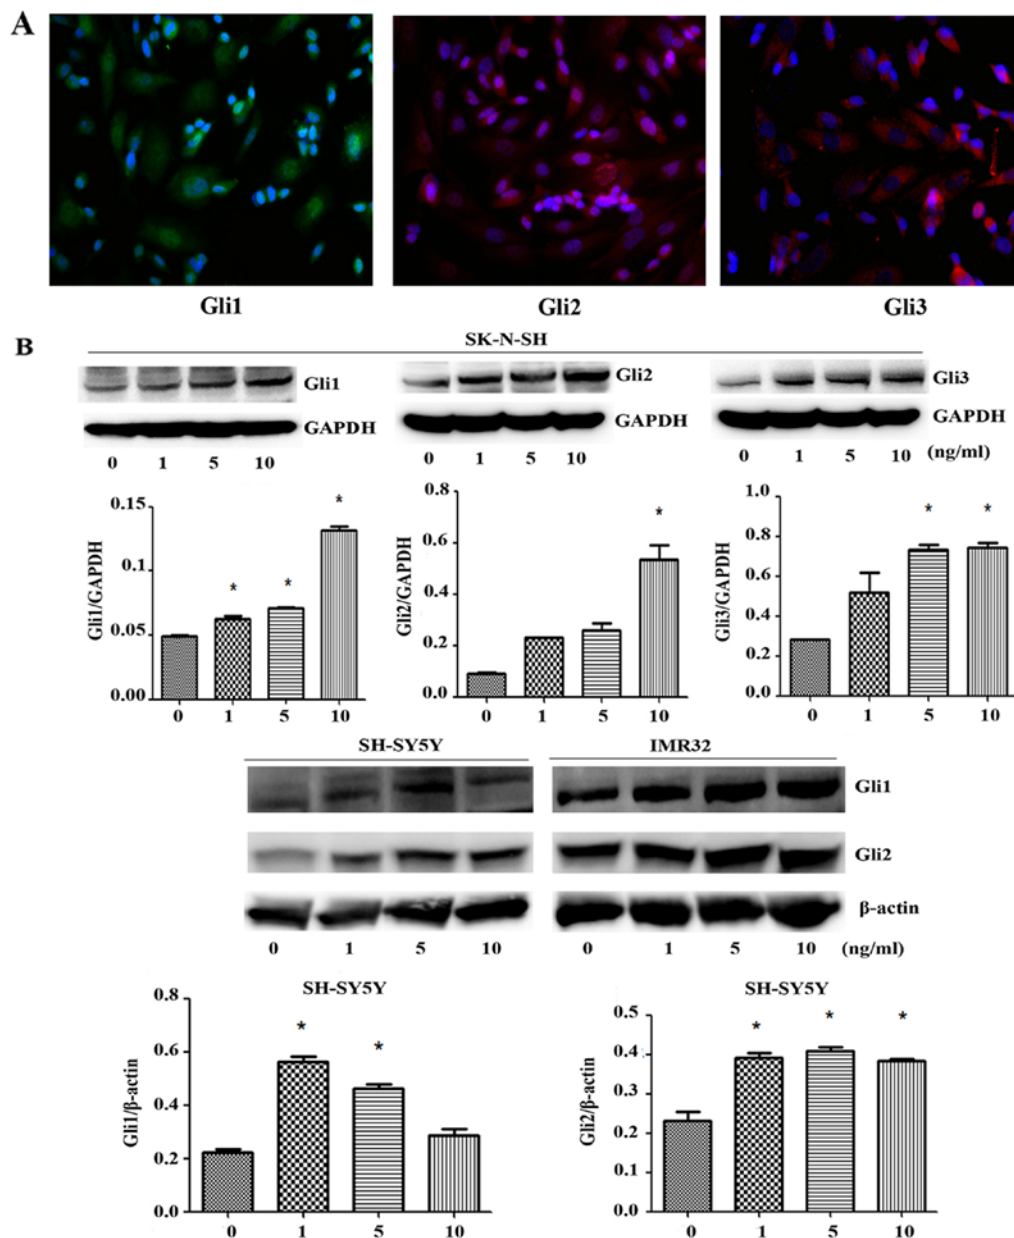 A
Gli1 Gli2 Gli3
B
SK-N-SH
Gli1 Gli2 Gli3
GAPDH GAPDH GAPDH
0 1 5 10 0 1 5 10 0 1 5 10 (ng/ml)
Gli1/GAPDH
0.15
0.10
0.05
0.00
0 1 5 10
*
*
*
Gli2/GAPDH
0.8
0.6
0.4
0.2
0.0
0 1 5 10
*
Gli3/GAPDH
1.0
0.8
0.6
0.4
0.2
0.0
0 1 5 10
*
*
SH-SY5Y IMR32
Gli1
Gli2
β-actin
0 1 5 10 0 1 5 10 (ng/ml)
SH-SY5Y
Gli1/β-actin
0.8
0.6
0.4
0.2
0.0
0 1 5 10
*
*
SH-SY5Y
Gli2/β-actin
0.5
0.4
0.3
0.2
0.1
0.0
0 1 5 10
*
*
*